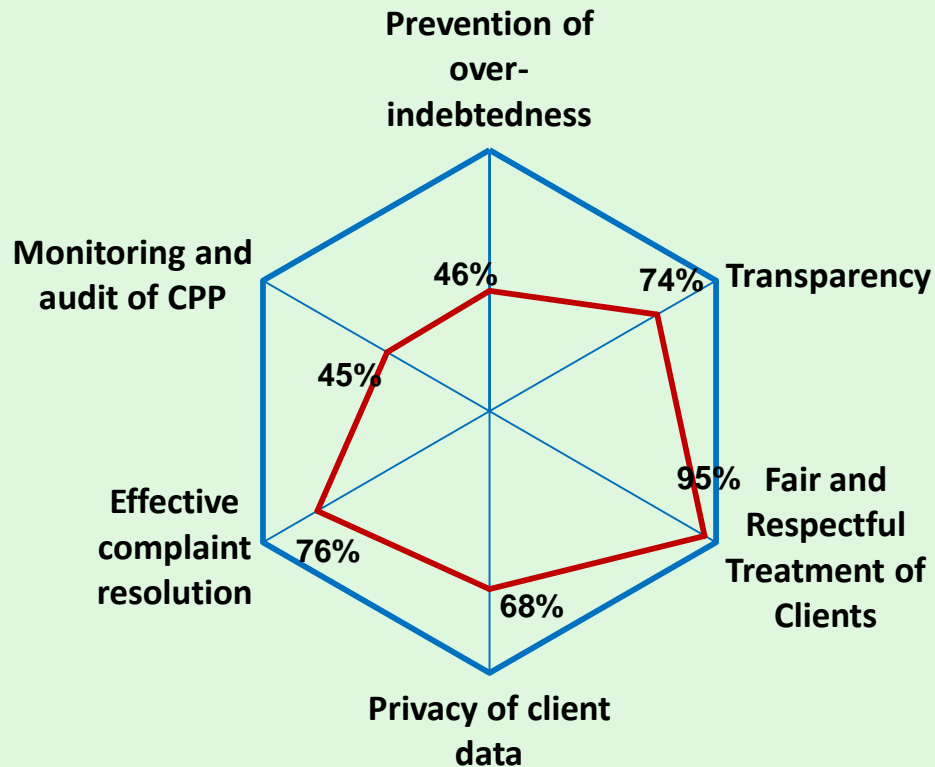 Prevention of
over-
indebtedness
Monitoring and
audit of CPP
46%
74%
Transparency
45%
95%
Fair and
Respectful
Treatment of
Clients
Effective
complaint
resolution
76%
68%
Privacy of client
data